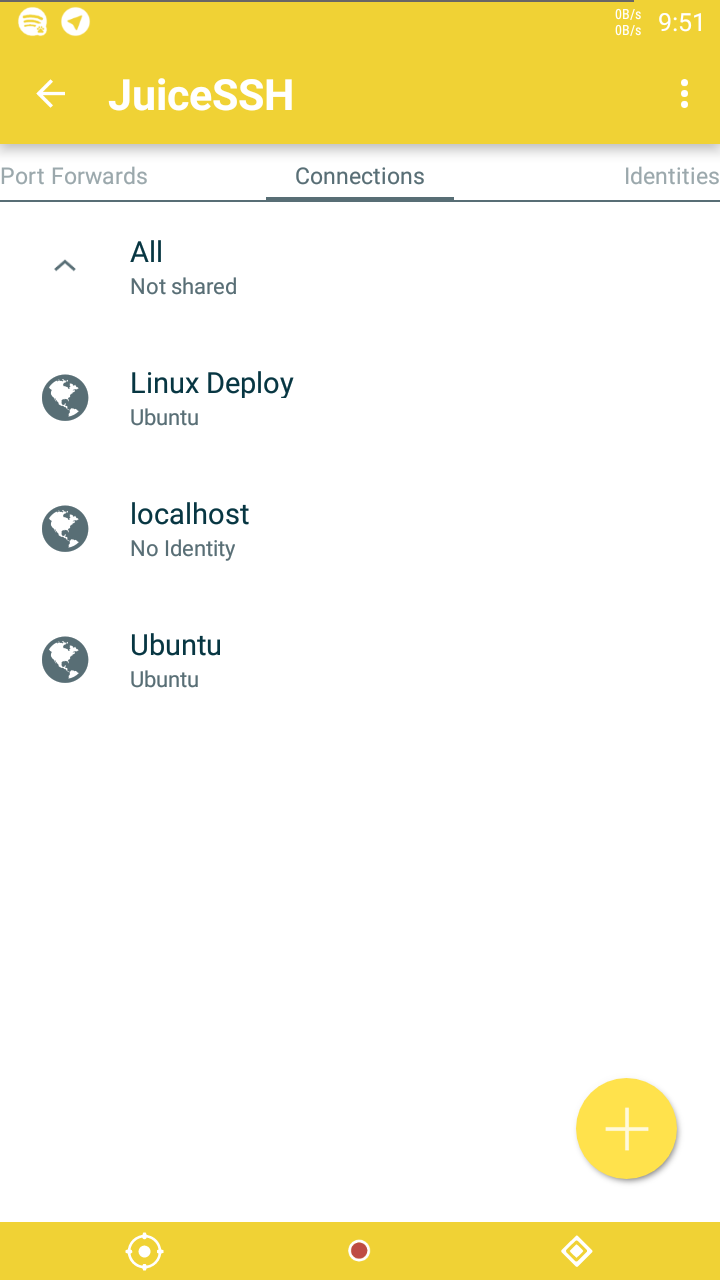 0B/s
0B/s
9:51
JuiceSSH
Port Forwards
Connections
Identities
All
Not shared
Linux Deploy
Ubuntu
localhost
No Identity
Ubuntu
Ubuntu